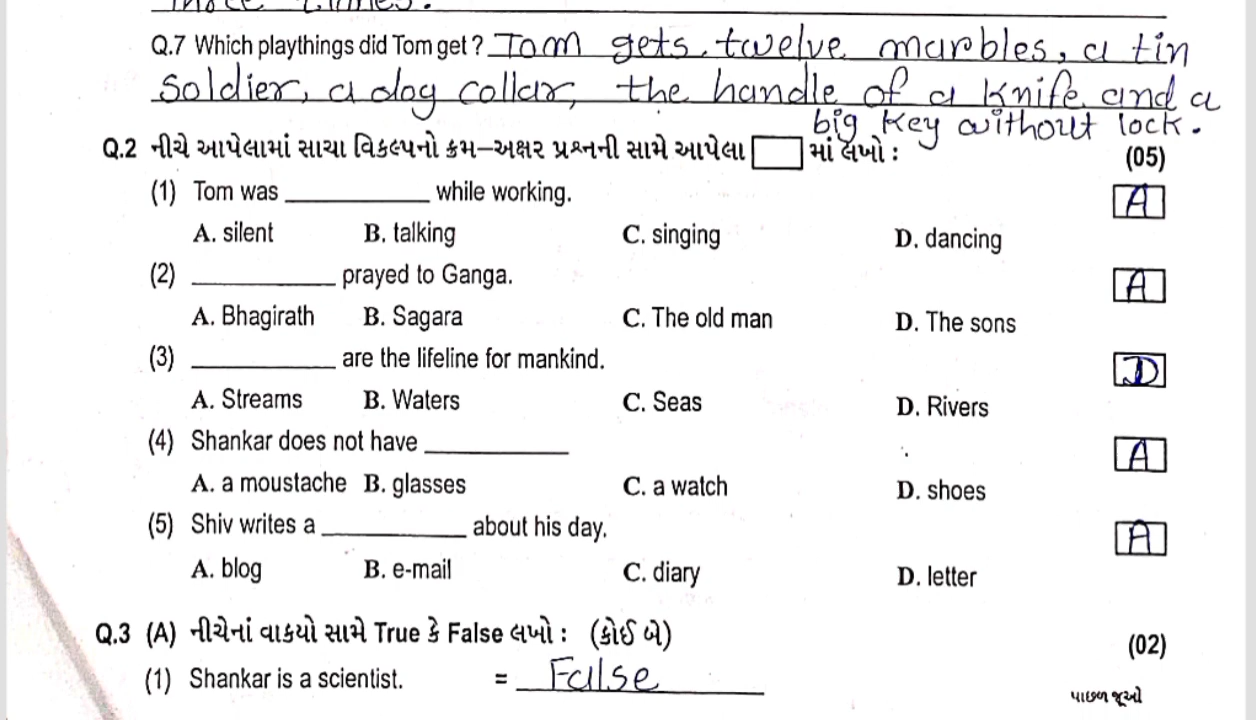 Q.7 Which playthings did Tom get? Tom gets, twelve marbles, a tin
soldier, a dog collar, the handle of a knife and a
big key without lock.
Q.2 નીચે આપેલામાં સાચા વિકલ્પનો ક્રમ–અક્ષર પ્રશ્નની સામે આપેલા માં લખો : (05)
(1) Tom was __________ while working. A
A. silent B. talking C. singing D. dancing
(2) __________ prayed to Ganga. A
A. Bhagirath B. Sagara C. The old man D. The sons
(3) __________ are the lifeline for mankind. D
A. Streams B. Waters C. Seas D. Rivers
(4) Shankar does not have __________ A
A. a moustache B. glasses C. a watch D. shoes
(5) Shiv writes a __________ about his day. A
A. blog B. e-mail C. diary D. letter
Q.3 (A) નીચેનાં વાક્યો સામે True કે False લખો : (કોઈ બે) (02)
(1) Shankar is a scientist. = False
પાછળ જૂઓ